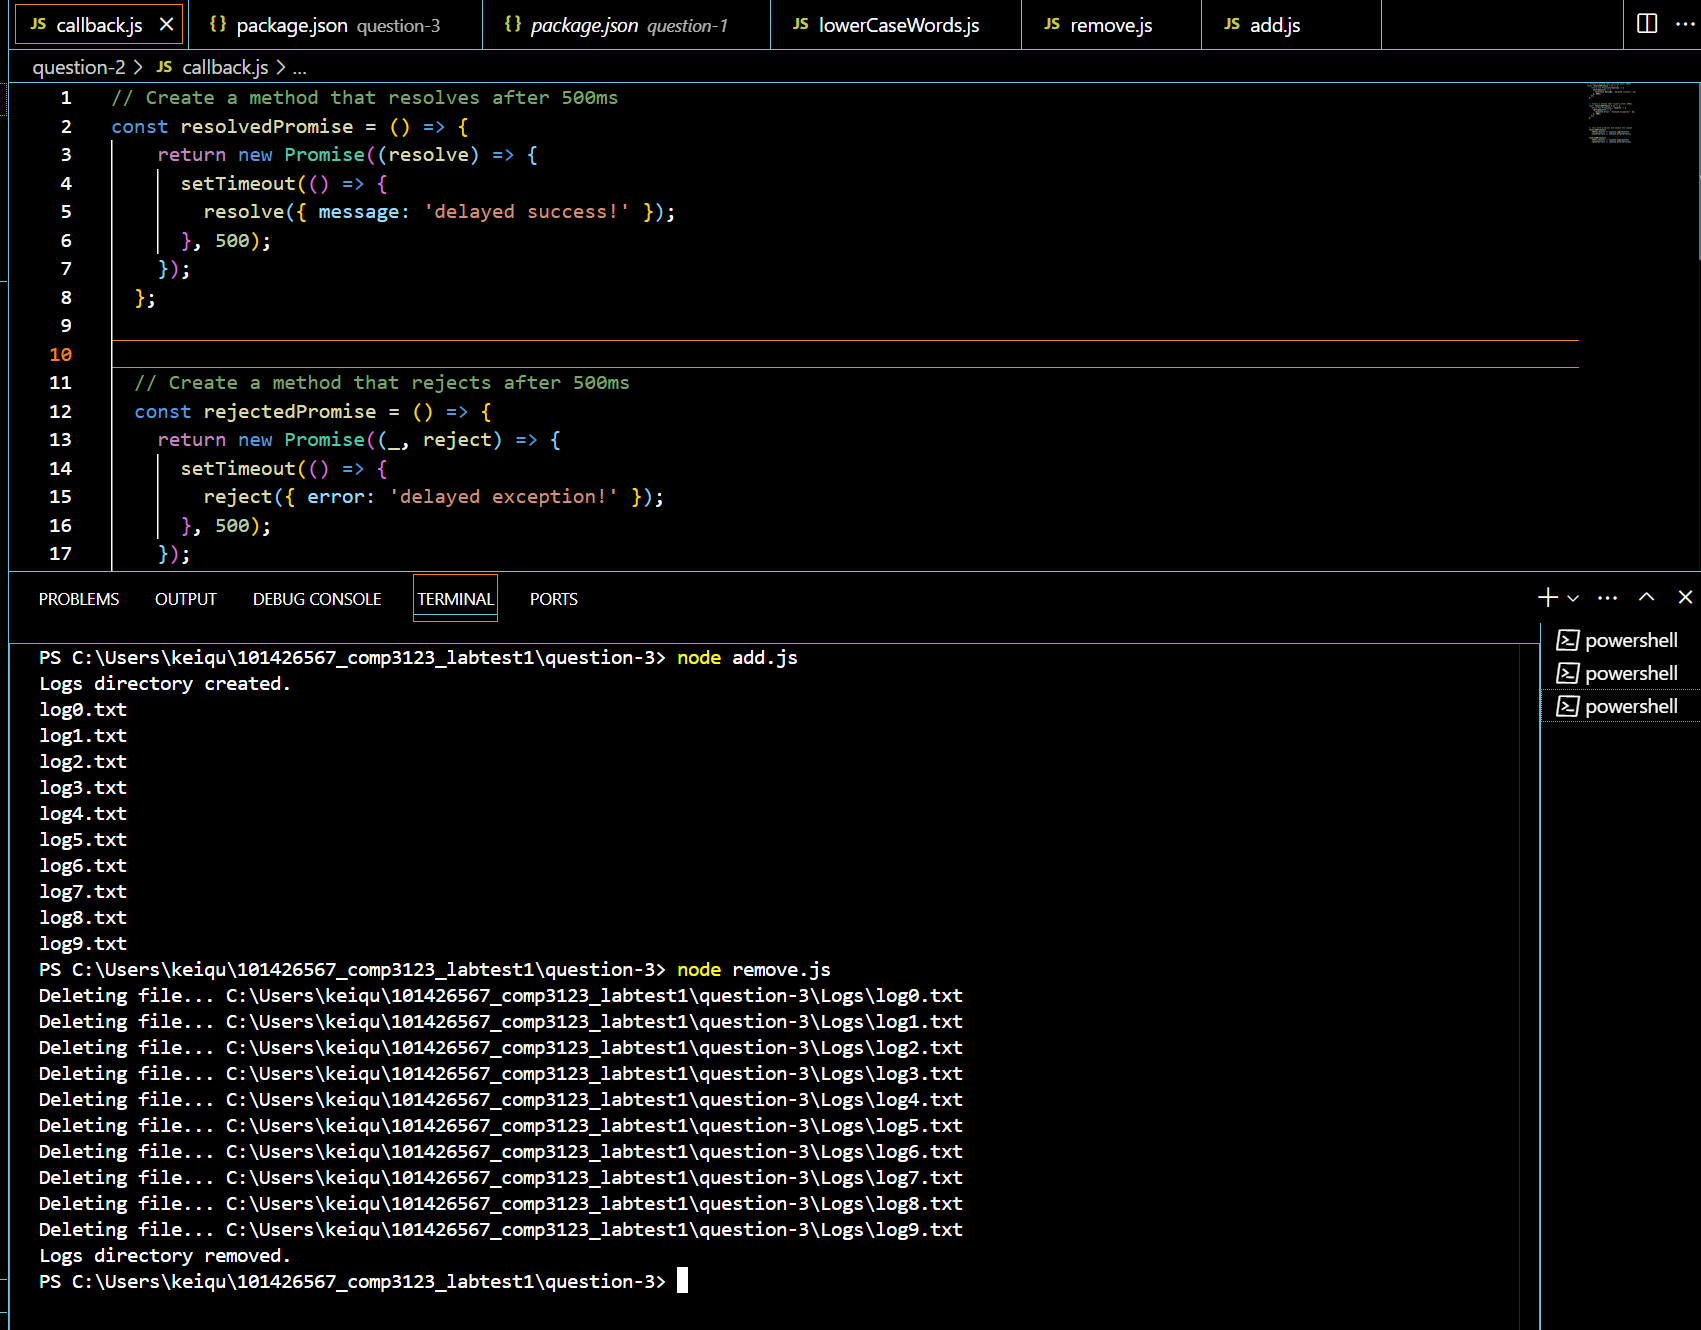 JS callback.js × {} package.json question-3 {} package.json question-1 JS lowerCaseWords.js JS remove.js JS add.js
question-2 > JS callback.js > ...
1 // Create a method that resolves after 500ms
2 const resolvedPromise = () => {
3 return new Promise((resolve) => {
4 setTimeout(() => {
5 resolve({ message: 'delayed success!' });
6 }, 500);
7 });
8 };
9
10
11 // Create a method that rejects after 500ms
12 const rejectedPromise = () => {
13 return new Promise((_, reject) => {
14 setTimeout(() => {
15 reject({ error: 'delayed exception!' });
16 }, 500);
17 });
PROBLEMS OUTPUT DEBUG CONSOLE TERMINAL PORTS
powershell
powershell
powershell
PS C:\Users\keiqu\101426567_comp3123_labtest1\question-3> node add.js
Logs directory created.
log0.txt
log1.txt
log2.txt
log3.txt
log4.txt
log5.txt
log6.txt
log7.txt
log8.txt
log9.txt
PS C:\Users\keiqu\101426567_comp3123_labtest1\question-3> node remove.js
Deleting file... C:\Users\keiqu\101426567_comp3123_labtest1\question-3\Logs\log0.txt
Deleting file... C:\Users\keiqu\101426567_comp3123_labtest1\question-3\Logs\log1.txt
Deleting file... C:\Users\keiqu\101426567_comp3123_labtest1\question-3\Logs\log2.txt
Deleting file... C:\Users\keiqu\101426567_comp3123_labtest1\question-3\Logs\log3.txt
Deleting file... C:\Users\keiqu\101426567_comp3123_labtest1\question-3\Logs\log4.txt
Deleting file... C:\Users\keiqu\101426567_comp3123_labtest1\question-3\Logs\log5.txt
Deleting file... C:\Users\keiqu\101426567_comp3123_labtest1\question-3\Logs\log6.txt
Deleting file... C:\Users\keiqu\101426567_comp3123_labtest1\question-3\Logs\log7.txt
Deleting file... C:\Users\keiqu\101426567_comp3123_labtest1\question-3\Logs\log8.txt
Deleting file... C:\Users\keiqu\101426567_comp3123_labtest1\question-3\Logs\log9.txt
Logs directory removed.
PS C:\Users\keiqu\101426567_comp3123_labtest1\question-3>